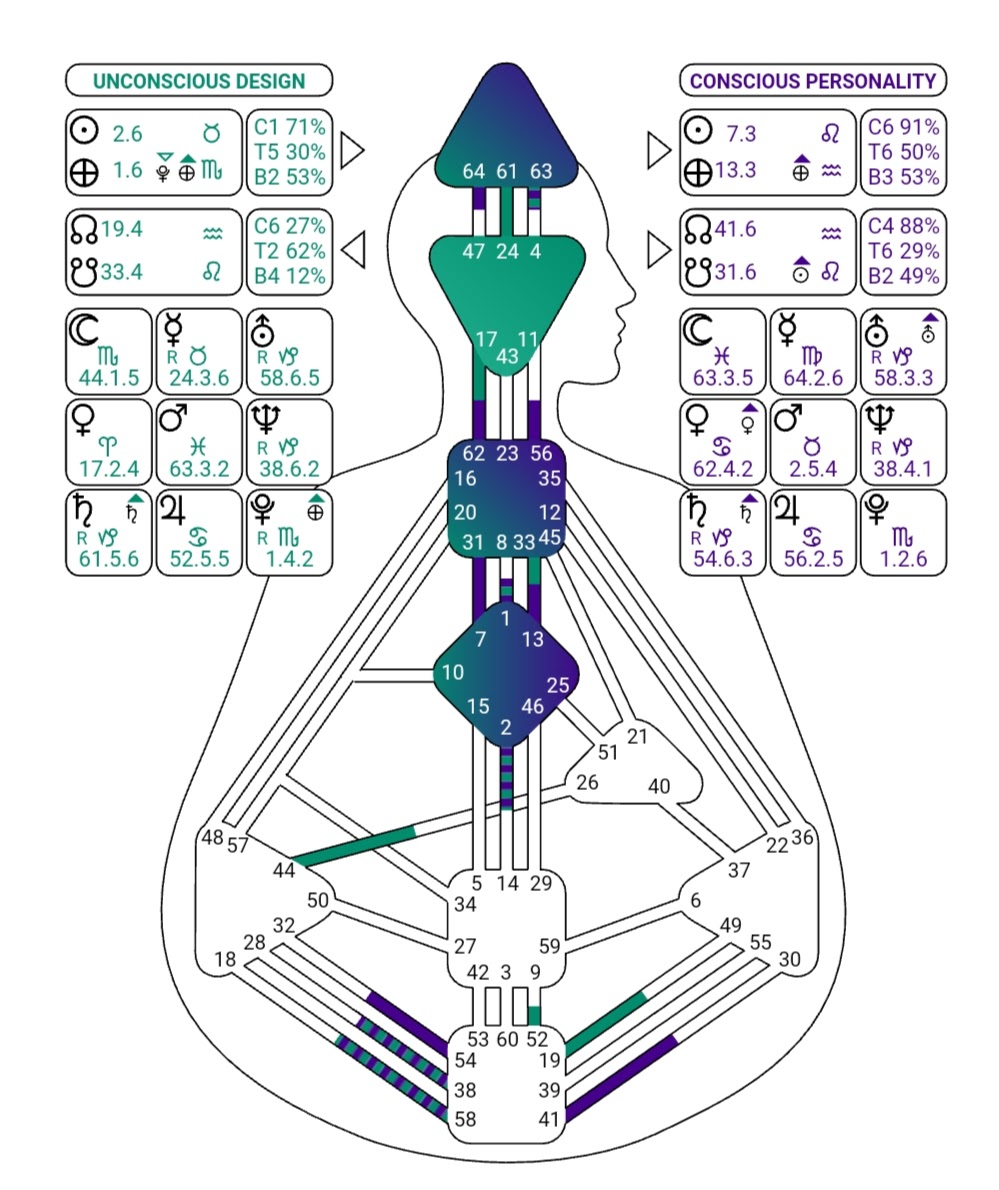 UNCONSCIOUS DESIGN
CONSCIOUS PERSONALITY
☉ 2.6 ♉
⊕ 1.6 ♏
C1 71%
T5 30%
B2 53%
☊ 19.4 ♒
☋ 33.4 ♌
C6 27%
T2 62%
B4 12%
☾ ♏ 44.1.5
☿ R ♉ 24.3.6
⛢ R ♑ 58.6.5
♀ ♈ 17.2.4
♂ ♓ 63.3.2
♆ R ♑ 38.6.2
♄ ♄ R ♑ 61.5.6
♃ ♋ 52.5.5
♇ ⊕ R ♏ 1.4.2
☉ 7.3 ♌
⊕ 13.3 ⊕ ♒
C6 91%
T6 50%
B3 53%
☊ 41.6 ♒
☋ 31.6 ☉ ♌
C4 88%
T6 29%
B2 49%
☾ ♓ 63.3.5
☿ ♍ 64.2.6
⛢ ⛢ R ♑ 58.3.3
♀ ♀ ♋ 62.4.2
♂ ♉ 2.5.4
♆ R ♑ 38.4.1
♄ ♄ R ♑ 54.6.3
♃ ♋ 56.2.5
♇ ♏ 1.2.6
64 61 63
47 24 4
17 11
43
62 23 56
16 35
20 12
31 8 33 45
1
7 13
10 25
15 46
2
21
51
26 40
48 57
44
50
32
28
18
36
22
37
6
49
55
30
5 14 29
34
27 59
42 3 9
53 60 52
54 19
38 39
58 41